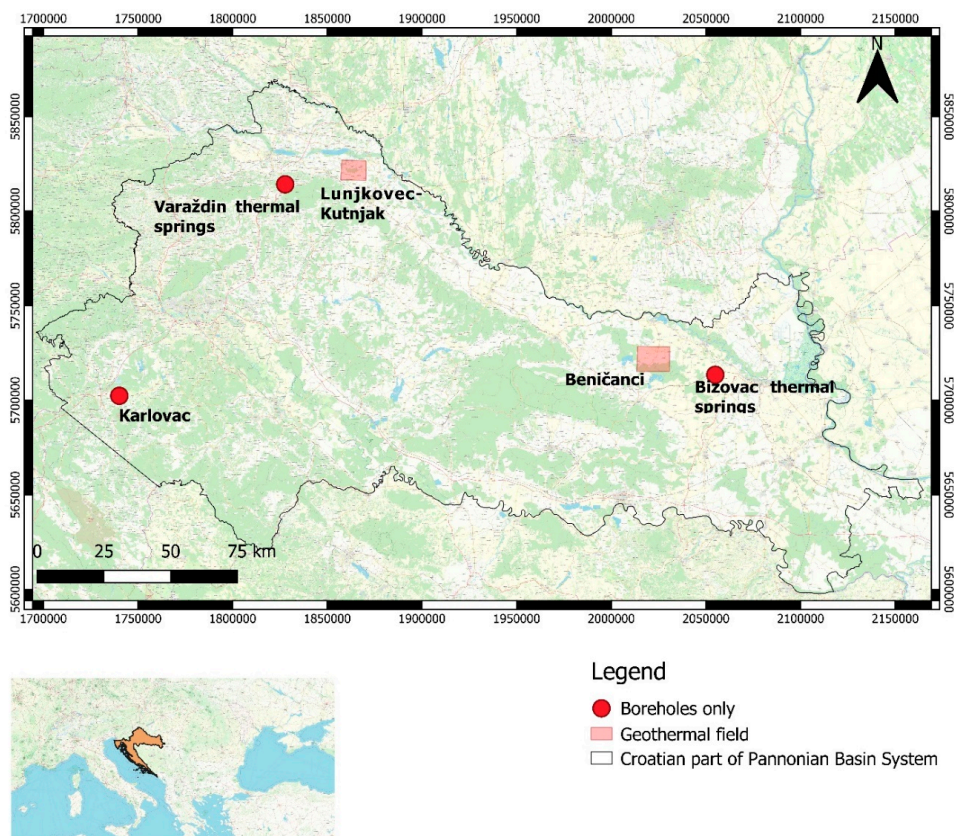 1700000 1750000 1800000 1850000 1900000 1950000 2000000 2050000 2100000 2150000
N
5850000 5850000
Lunjkovec-
Kutnjak
Varaždin thermal
springs
5800000 5800000
5750000 5750000
Beničanci
Bizovac thermal
springs
Karlovac
5700000 5700000
5650000 5650000
0 25 50 75 km
5600000 5600000
1700000 1750000 1800000 1850000 1900000 1950000 2000000 2050000 2100000 2150000
Legend
Boreholes only
Geothermal field
Croatian part of Pannonian Basin System